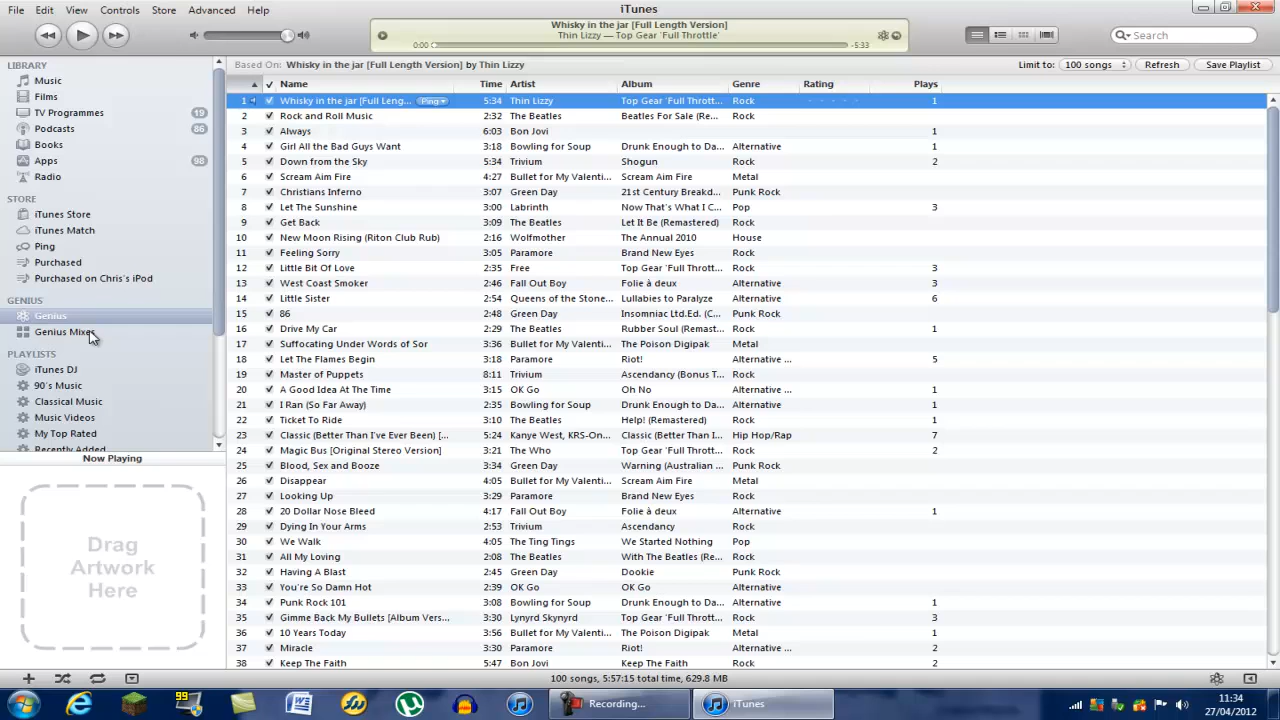 File Edit View Controls Store Advanced Help
iTunes
Whisky in the jar [Full Length Version]
Thin Lizzy — Top Gear 'Full Throttle'
0:00 -5:33
Search
LIBRARY
Music
Films
TV Programmes 19
Podcasts 86
Books
Apps 98
Radio
STORE
iTunes Store
iTunes Match
Ping
Purchased
Purchased on Chris's iPod
GENIUS
Genius
Genius Mixes
PLAYLISTS
iTunes DJ
90's Music
Classical Music
Music Videos
My Top Rated
Recently Added
Now Playing
Drag
Artwork
Here
Based On: Whisky in the jar [Full Length Version] by Thin Lizzy Limit to: 100 songs Refresh Save Playlist
Name Time Artist Album Genre Rating Plays
1 Whisky in the jar [Full Leng... Ping 5:34 Thin Lizzy Top Gear 'Full Thrott... Rock 1
2 Rock and Roll Music 2:32 The Beatles Beatles For Sale (Re... Rock
3 Always 6:03 Bon Jovi 1
4 Girl All the Bad Guys Want 3:18 Bowling for Soup Drunk Enough to Da... Alternative 1
5 Down from the Sky 5:34 Trivium Shogun Rock 2
6 Scream Aim Fire 4:27 Bullet for My Valenti... Scream Aim Fire Metal
7 Christians Inferno 3:07 Green Day 21st Century Breakd... Punk Rock
8 Let The Sunshine 3:00 Labrinth Now That's What I C... Pop 3
9 Get Back 3:09 The Beatles Let It Be (Remastered) Rock
10 New Moon Rising (Riton Club Rub) 2:16 Wolfmother The Annual 2010 House
11 Feeling Sorry 3:05 Paramore Brand New Eyes Rock
12 Little Bit Of Love 2:35 Free Top Gear 'Full Thrott... Rock 3
13 West Coast Smoker 2:46 Fall Out Boy Folie à deux Alternative 3
14 Little Sister 2:54 Queens of the Stone... Lullabies to Paralyze Alternative 6
15 86 2:48 Green Day Insomniac Ltd.Ed. (C... Punk Rock
16 Drive My Car 2:29 The Beatles Rubber Soul (Remast... Rock 1
17 Suffocating Under Words of Sor 3:36 Bullet for My Valenti... The Poison Digipak Metal
18 Let The Flames Begin 3:18 Paramore Riot! Alternative ... 5
19 Master of Puppets 8:11 Trivium Ascendancy (Bonus T... Rock
20 A Good Idea At The Time 3:15 OK Go Oh No Alternative ... 1
21 I Ran (So Far Away) 2:35 Bowling for Soup Drunk Enough to Da... Alternative 1
22 Ticket To Ride 3:10 The Beatles Help! (Remastered) Rock 1
23 Classic (Better Than I've Ever Been) [... 5:24 Kanye West, KRS-On... Classic (Better Than I... Hip Hop/Rap 7
24 Magic Bus [Original Stereo Version] 3:21 The Who Top Gear 'Full Thrott... Rock 2
25 Blood, Sex and Booze 3:34 Green Day Warning (Australian ... Punk Rock
26 Disappear 4:05 Bullet for My Valenti... Scream Aim Fire Metal
27 Looking Up 3:29 Paramore Brand New Eyes Rock
28 20 Dollar Nose Bleed 4:17 Fall Out Boy Folie à deux Alternative 1
29 Dying In Your Arms 2:53 Trivium Ascendancy Rock
30 We Walk 4:05 The Ting Tings We Started Nothing Pop
31 All My Loving 2:08 The Beatles With The Beatles (Re... Rock
32 Having A Blast 2:45 Green Day Dookie Punk Rock
33 You're So Damn Hot 2:39 OK Go OK Go Alternative
34 Punk Rock 101 3:08 Bowling for Soup Drunk Enough to Da... Alternative 1
35 Gimme Back My Bullets [Album Vers... 3:30 Lynyrd Skynyrd Top Gear 'Full Thrott... Rock 3
36 10 Years Today 3:56 Bullet for My Valenti... The Poison Digipak Metal 1
37 Miracle 3:30 Paramore Riot! Alternative ... 2
38 Keep The Faith 5:47 Bon Jovi Keep The Faith Rock 2
100 songs, 5:57:15 total time, 629.8 MB
99
Recording...
iTunes
11:34
27/04/2012